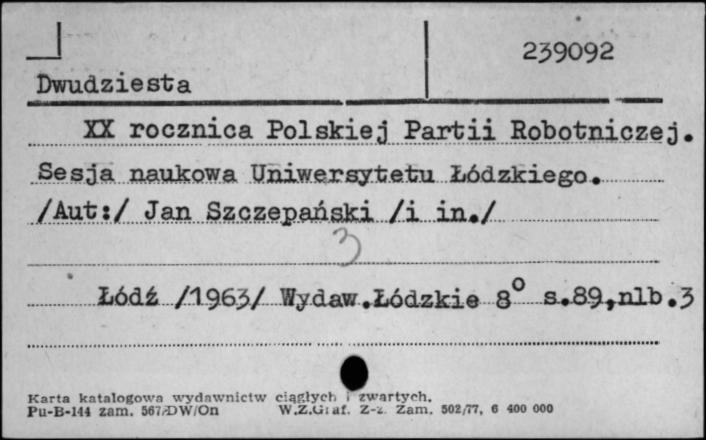 239092
Dwudziesta
XX rocznica Polskiej Partii Robotniczej.
Sesja naukowa Uniwersytetu Łódzkiego.
/Aut:/ Jan Szczepański /i in./
3
Łódź /1963/ Wydaw.Łódzkie 8° s.89,nlb.3
Karta katalogowa wydawnictw ciągłych i zwartych.
Pu-B-144 zam. 567/DW/On W.Z.Graf. Z-z. Zam. 502/77, 6 400 000